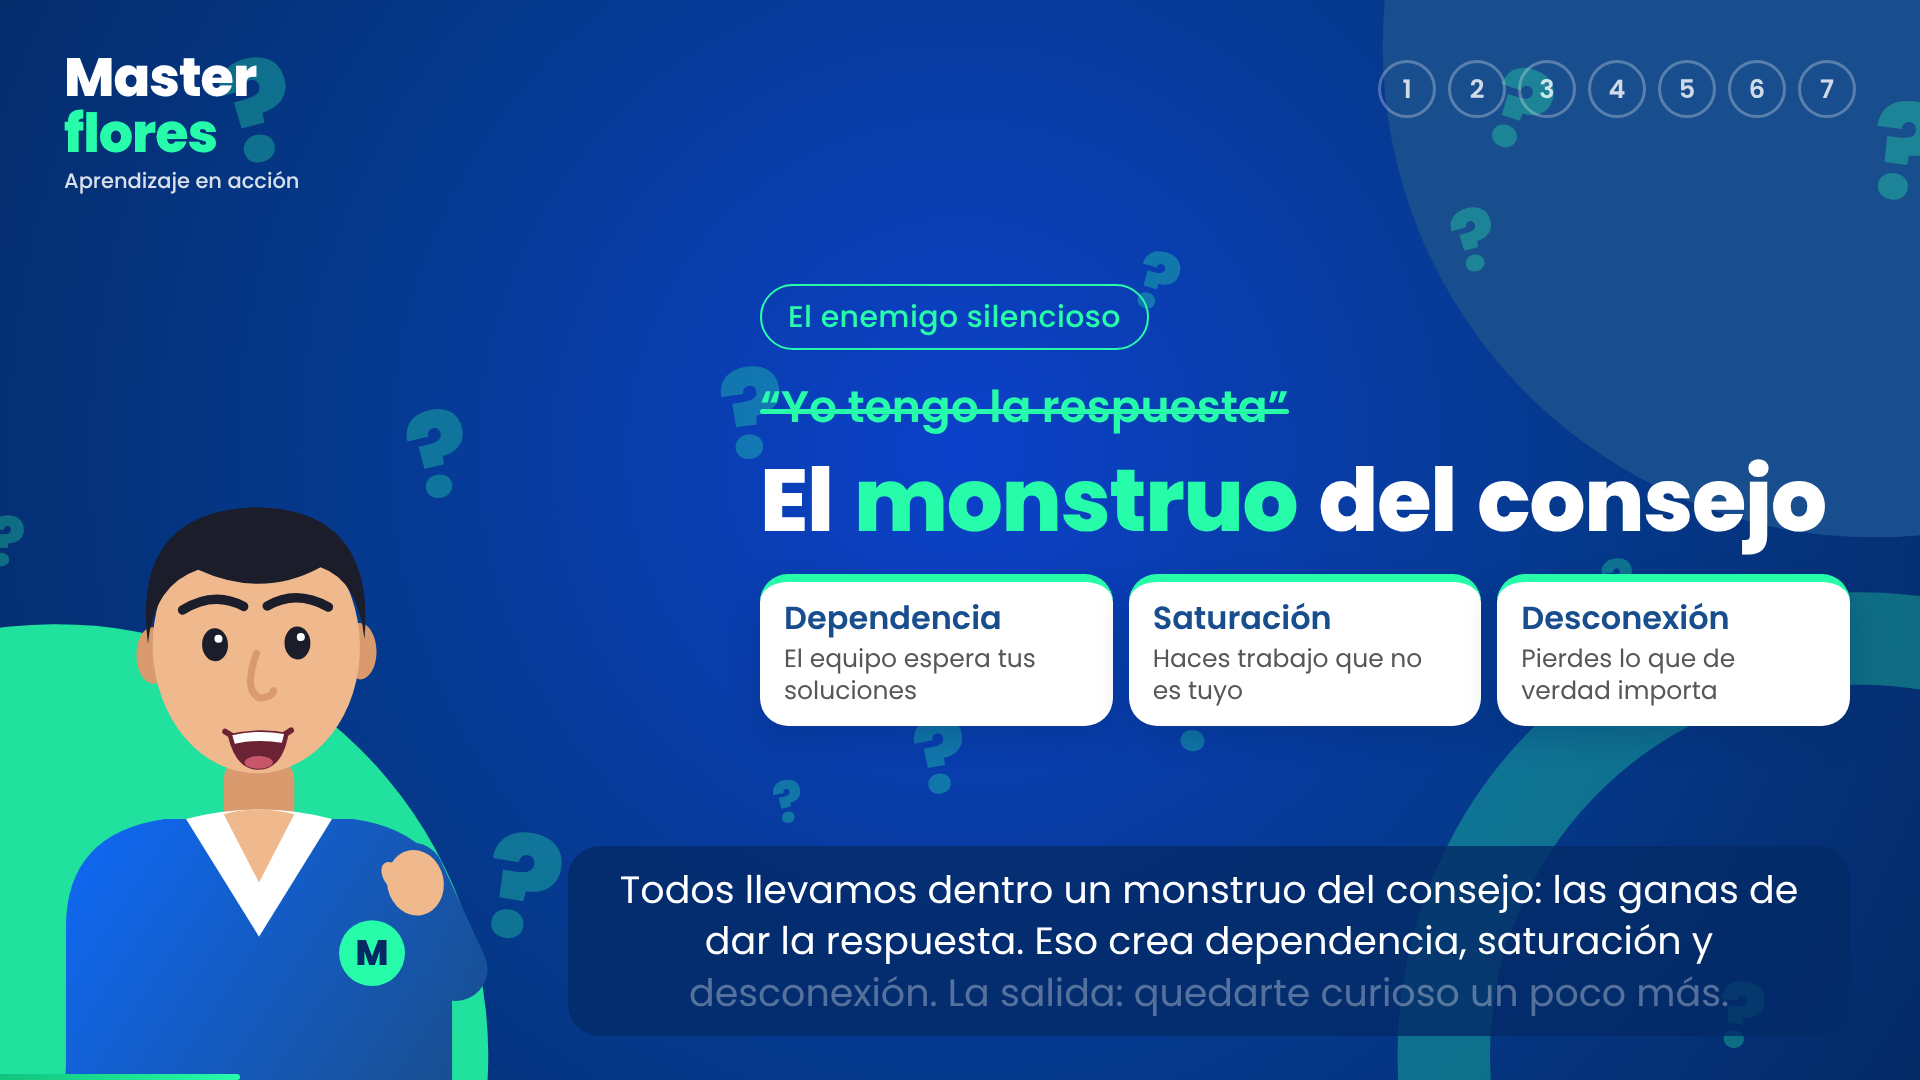 Master
flores
Aprendizaje en acción
1 2 3 4 5 6 7
El enemigo silencioso
“Yo tengo la respuesta”
El monstruo del consejo
Dependencia
El equipo espera tus
soluciones
Saturación
Haces trabajo que no
es tuyo
Desconexión
Pierdes lo que de
verdad importa
M
Todos llevamos dentro un monstruo del consejo: las ganas de
dar la respuesta. Eso crea dependencia, saturación y
desconexión. La salida: quedarte curioso un poco más.